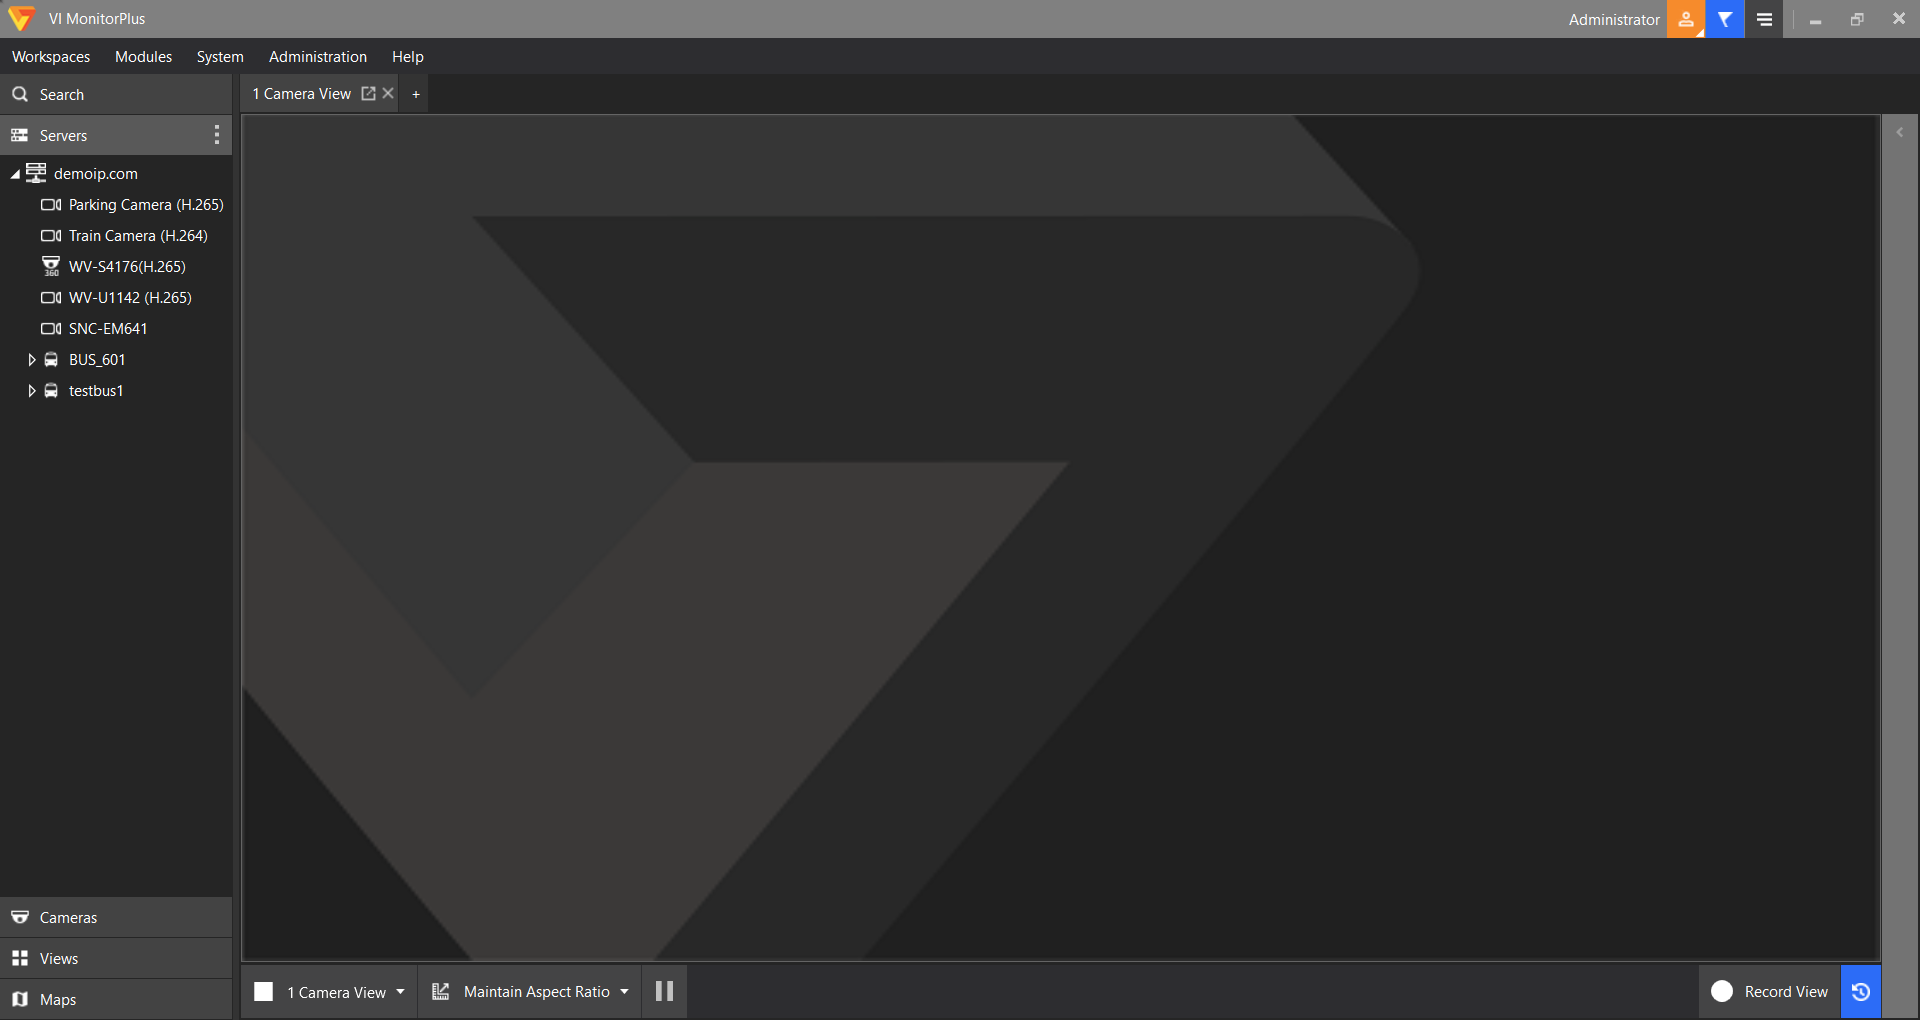 VI MonitorPlus
Administrator
Workspaces Modules System Administration Help
Search
1 Camera View +
Servers
demoip.com
Parking Camera (H.265)
Train Camera (H.264)
360
WV-S4176(H.265)
WV-U1142 (H.265)
SNC-EM641
BUS_601
testbus1
Cameras
Views
Maps
1 Camera View
Maintain Aspect Ratio
Record View